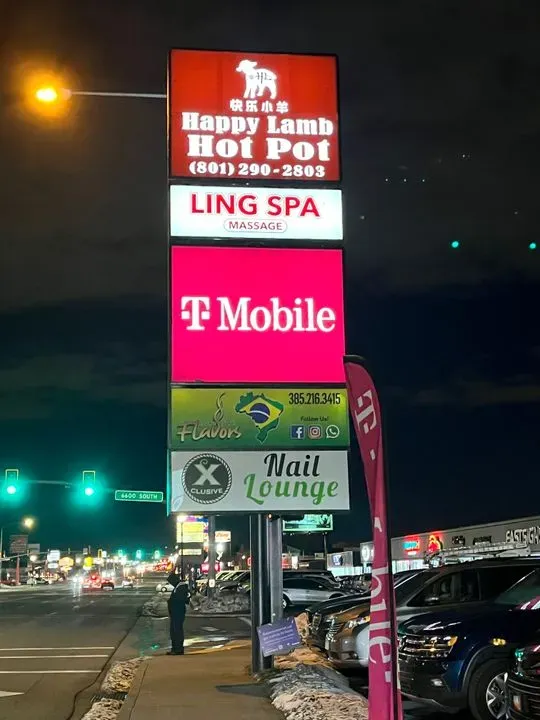 快乐小羊
Happy Lamb
Hot Pot
(801) 290-2803
LING SPA
MASSAGE
T Mobile
385.216.3415
Follow Us!
Flavors
X
CLUSIVE
Nail
Lounge
T
6600 SOUTH